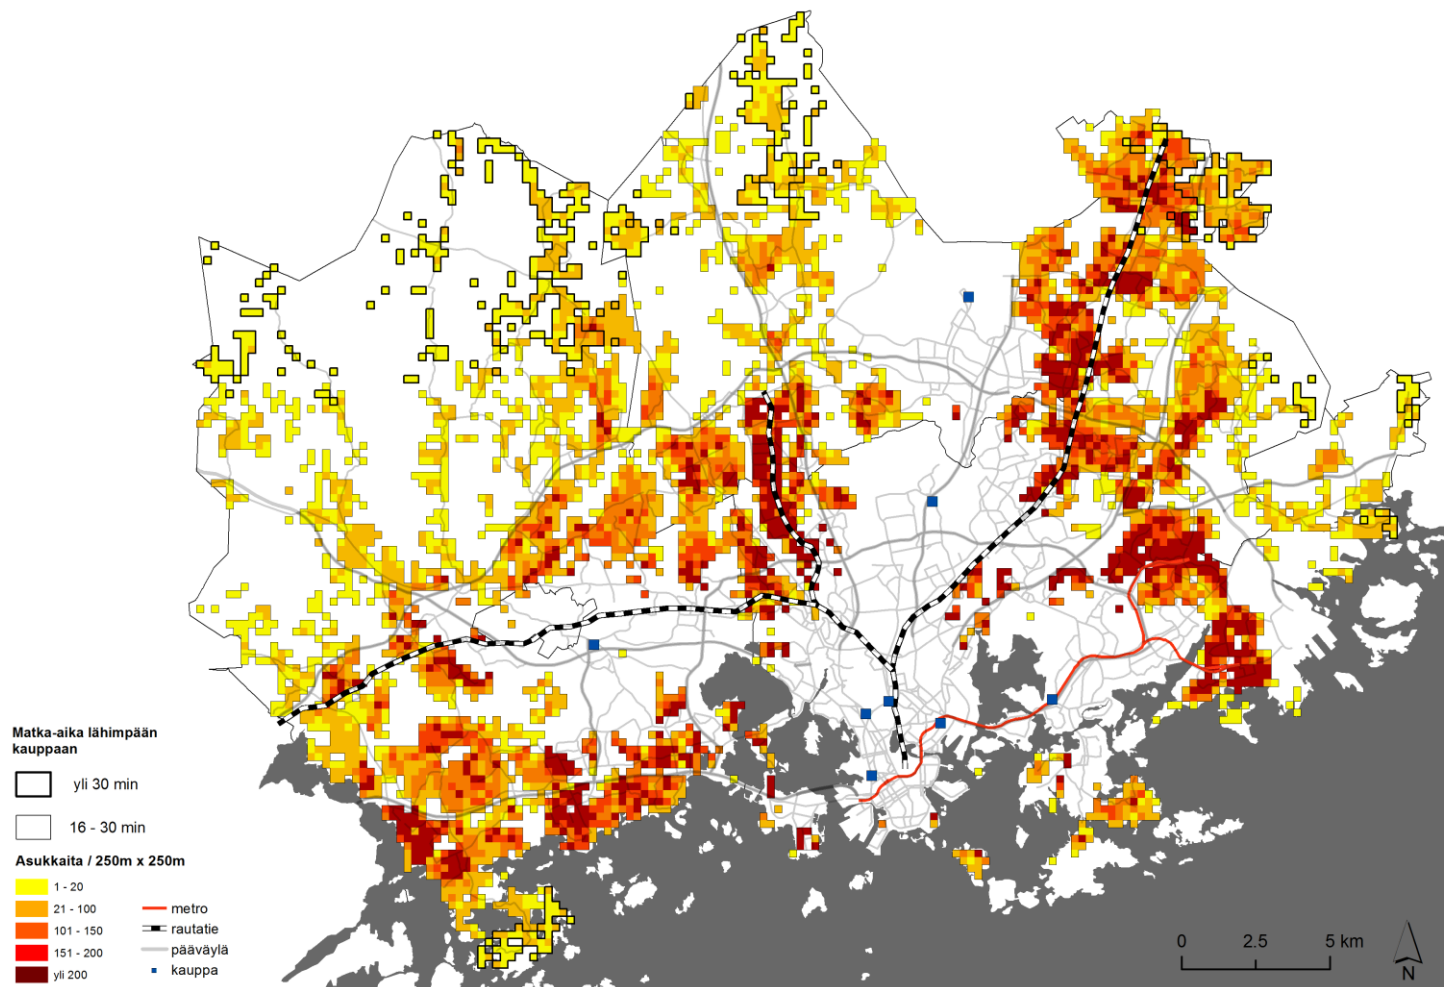 Matka-aika lähimpään
kauppaan
yli 30 min
16 - 30 min
Asukkaita / 250m x 250m
1 - 20
21 - 100
101 - 150
151 - 200
yli 200
metro
rautatie
pääväylä
kauppa
0 2.5 5 km
N